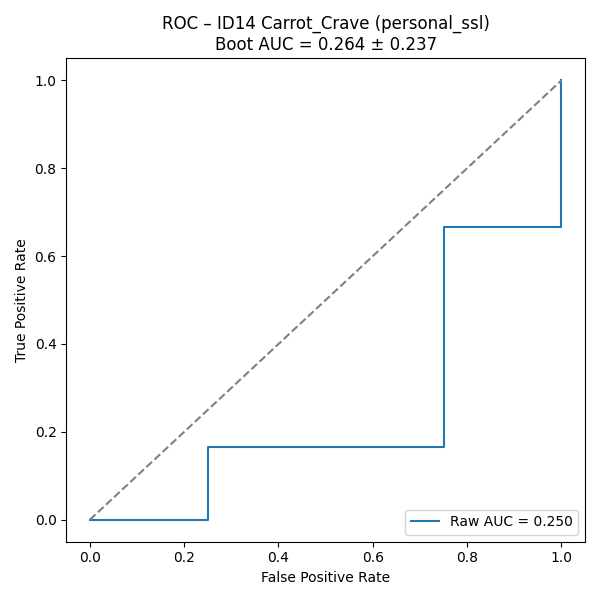 ROC – ID14 Carrot_Crave (personal_ssl)
Boot AUC = 0.264 ± 0.237
1.0
0.8
0.6
0.4
0.2
0.0
True Positive Rate
Raw AUC = 0.250
0.0 0.2 0.4 0.6 0.8 1.0
False Positive Rate